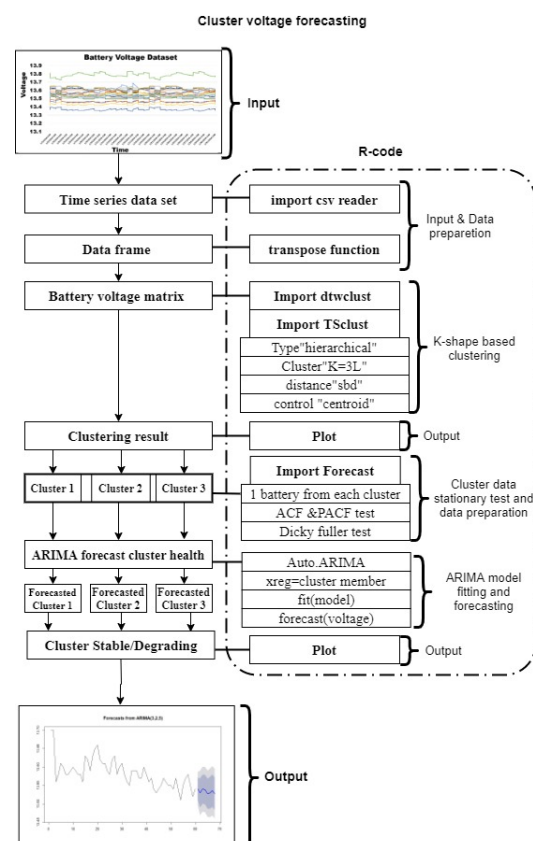 Cluster voltage forecasting
Battery Voltage Dataset
Voltage
13.9
13.8
13.7
13.6
13.5
13.4
13.3
13.2
13.1
Time
Input
R-code
Time series data set
import csv reader
Data frame
transpose function
Input & Data
preparetion
Battery voltage matrix
Import dtwclust
Import TSclust
Type"hierarchical"
Cluster"K=3L"
distance"sbd"
control "centroid"
K-shape based
clustering
Clustering result
Plot
Output
Cluster 1
Cluster 2
Cluster 3
Import Forecast
1 battery from each cluster
ACF &PACF test
Dicky fuller test
Cluster data
stationary test and
data preparation
ARIMA forecast cluster health
Auto.ARIMA
xreg=cluster member
fit(model)
forecast(voltage)
ARIMA model
fitting and
forecasting
Forecasted
Cluster 1
Forecasted
Cluster 2
Forecasted
Cluster 3
Cluster Stable/Degrading
Plot
Output
Output